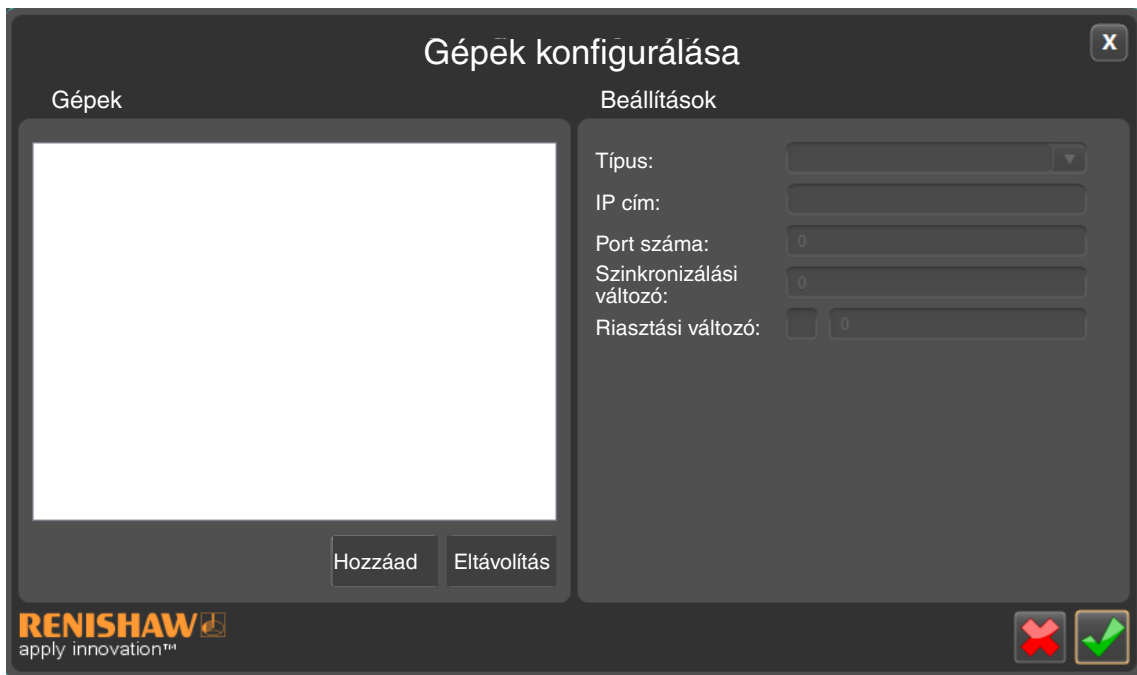 Gépek konfigurálása
X
Gépek
Beállítások
Típus:
IP cím:
Port száma:
0
Szinkronizálási
változó:
0
Riasztási változó:
0
Hozzáad
Eltávolítás
RENISHAW
apply innovation™